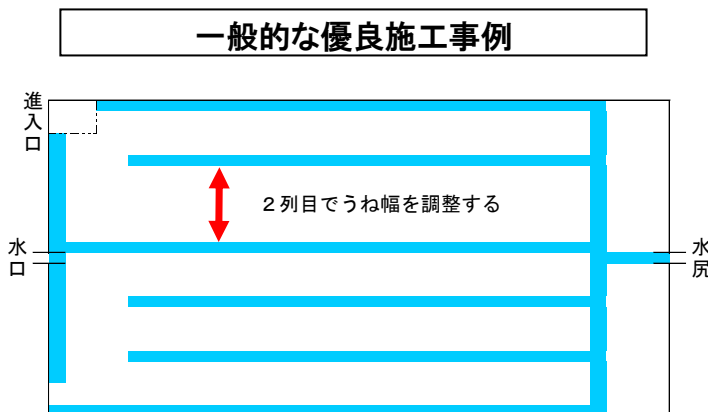 一般的な優良施工事例
進入口
２列目でうね幅を調整する
水口
水尻